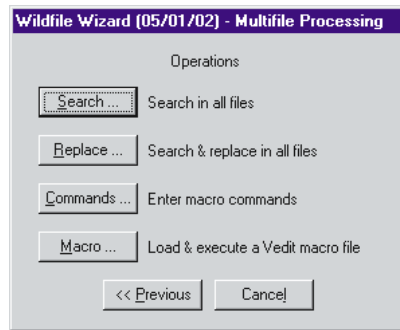 Wildfile Wizard (05/01/02) - Multifile Processing
Operations
Search ... Search in all files
Replace ... Search & replace in all files
Commands ... Enter macro commands
Macro ... Load & execute a Vedit macro file
<< Previous Cancel